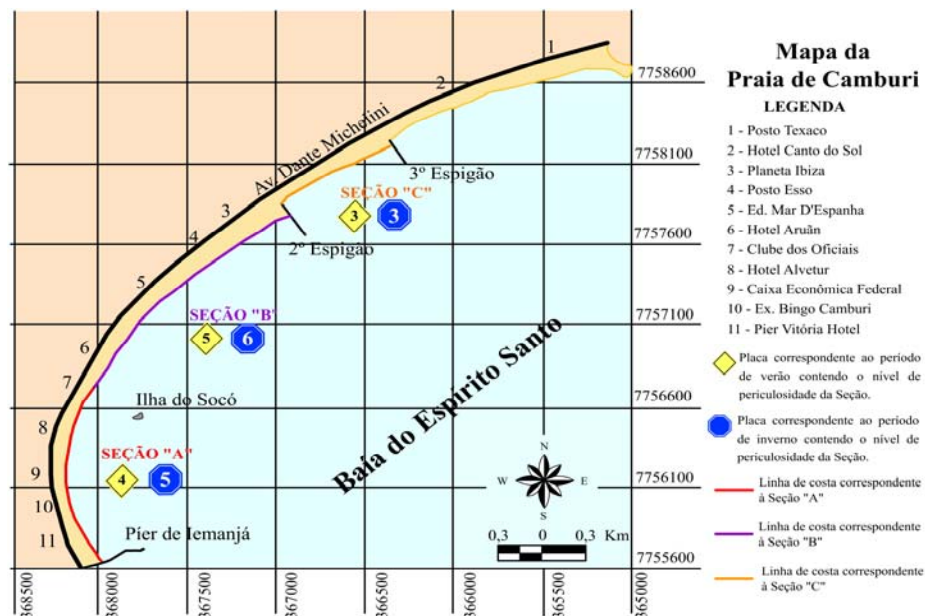 Mapa da
Praia de Camburi
LEGENDA
1 - Posto Texaco
2 - Hotel Canto do Sol
3 - Planeta Ibiza
4 - Posto Esso
5 - Ed. Mar D'Espanha
6 - Hotel Aruãn
7 - Clube dos Oficiais
8 - Hotel Alvetur
9 - Caixa Econômica Federal
10 - Ex. Bingo Camburi
11 - Pier Vitória Hotel
Placa correspondente ao período
de verão contendo o nível de
periculosidade da Seção.
Placa correspondente ao período
de inverno contendo o nível de
periculosidade da Seção.
Linha de costa correspondente
à Seção "A"
Linha de costa correspondente
à Seção "B"
Linha de costa correspondente
à Seção "C"
1
2
Av. Dante Michelini
3º Espigão
SEÇÃO "C"
3
3
3
2º Espigão
4
5
SEÇÃO "B"
5
6
6
7
Ilha do Socó
8
SEÇÃO "A"
4
5
9
10
11
Píer de Iemanjá
Baía do Espírito Santo
N
W
E
S
0,3
0
0,3
Km
7758600
7758100
7757600
7757100
7756600
7756100
7755600
368500
368000
367500
367000
366500
366000
365500
365000